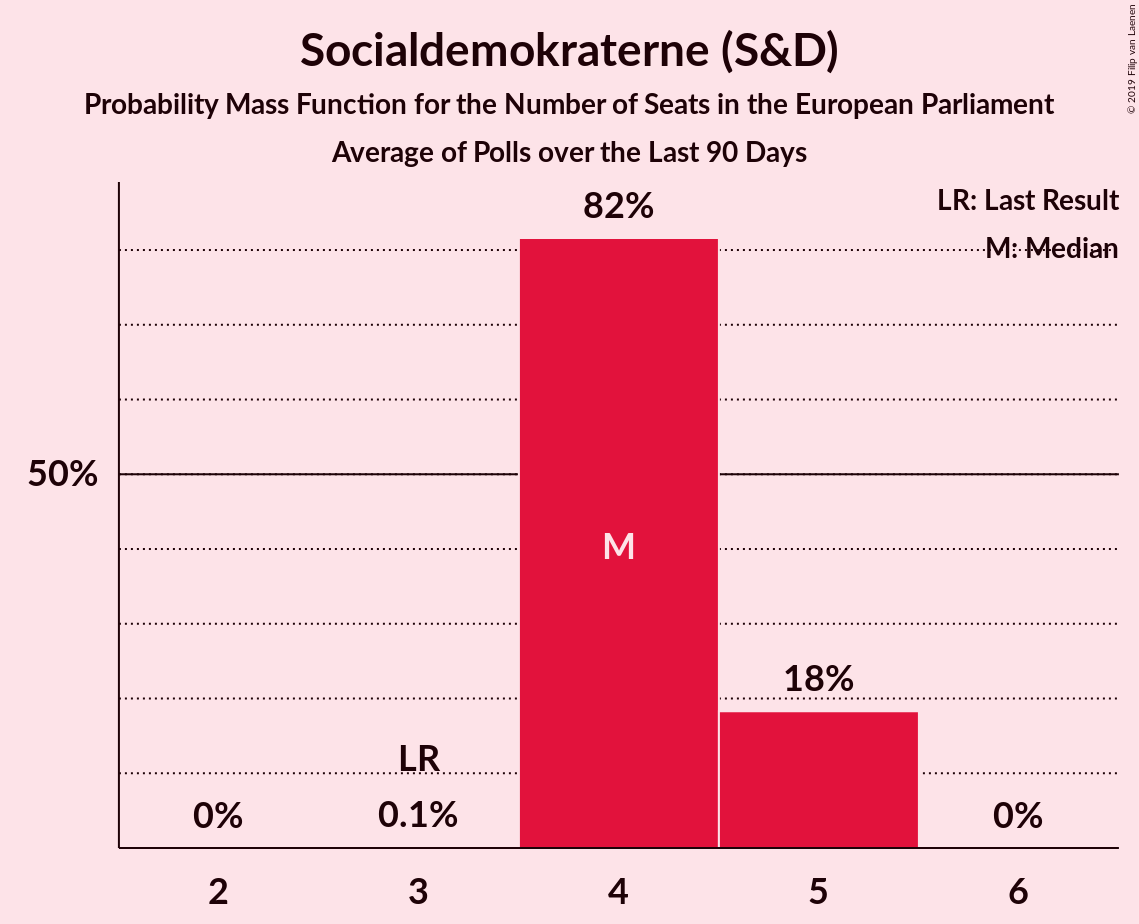 Socialdemokraterne (S&D)
Probability Mass Function for the Number of Seats in the European Parliament
Average of Polls over the Last 90 Days
© 2019 Filip van Laenen
LR: Last Result
M: Median
82%
50%
M
18%
LR
0%
0.1%
0%
2
3
4
5
6